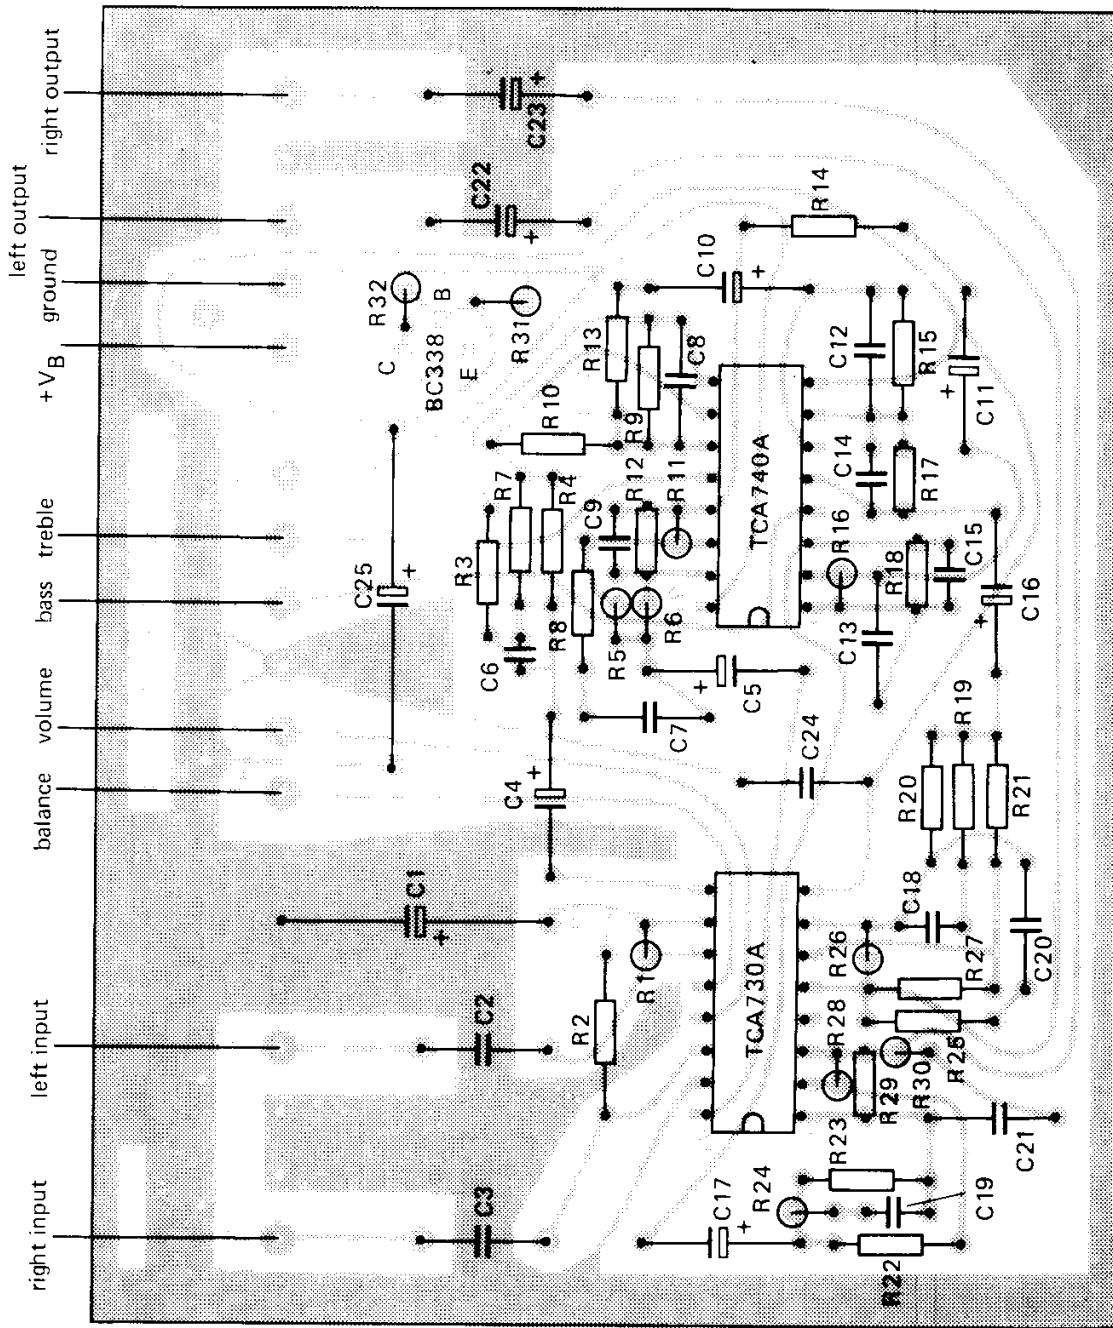 right output
left output
ground
+VB
treble
bass
volume
balance
left input
right input
C23
C22
R14
R32
B
C
BC338
E
R31
C10
R13
C8
R9
C12
R15
C11
R10
R7
R4
R12
R11
C9
TCA740A
C14
R17
R3
C25
R8
C6
R5
R6
R16
R18
C15
C16
C13
C5
C7
C24
C4
R19
R20
R21
C1
C18
R26
R27
C20
R1
TCA730A
R2
C2
R28
R25
R30
R29
C21
R23
R24
C17
C19
C3
R22